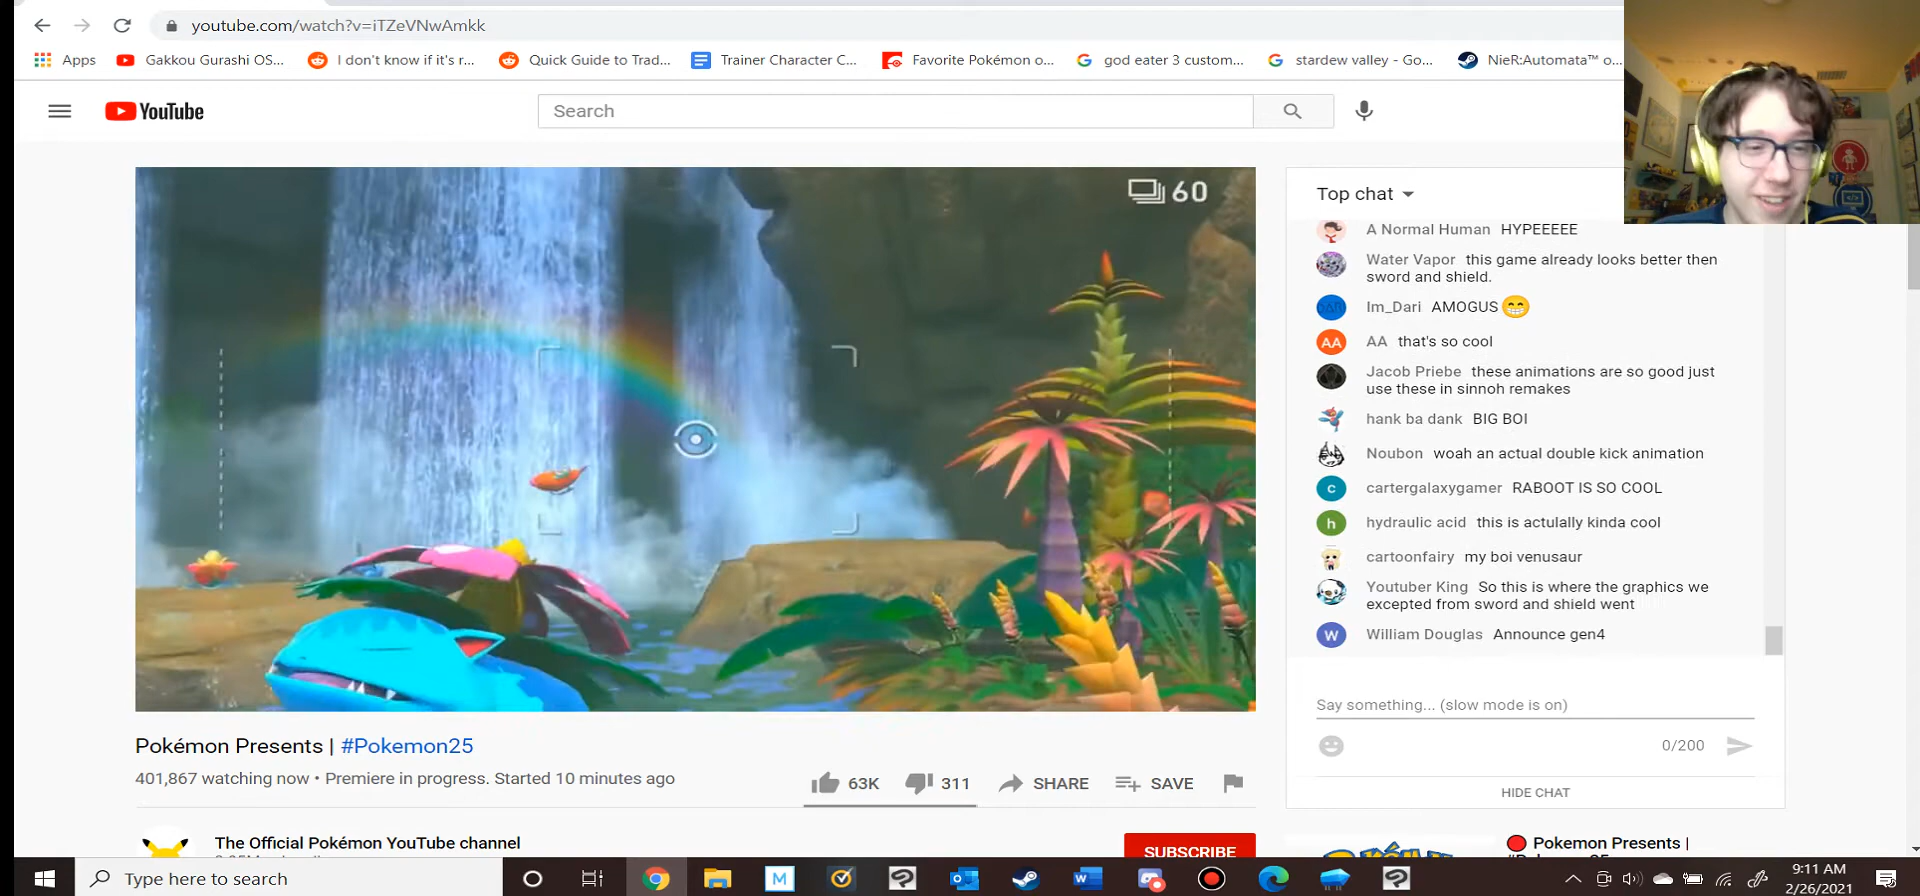 youtube.com/watch?v=iTZeVNwAmkk
Apps Gakkou Gurashi OS... I don't know if it's r... Quick Guide to Trad... Trainer Character C... Favorite Pokémon o... god eater 3 custom... stardew valley - Go... NieR:Automata™ o...
YouTube
Search
60
Top chat
A Normal Human HYPEEEEE
Water Vapor this game already looks better then
sword and shield.
Im_Dari AMOGUS 😁
AA AA that's so cool
Jacob Priebe these animations are so good just
use these in sinnoh remakes
hank ba dank BIG BOI
Noubon woah an actual double kick animation
c cartergalaxygamer RABOOT IS SO COOL
h hydraulic acid this is actulally kinda cool
cartoonfairy my boi venusaur
Youtuber King So this is where the graphics we
excepted from sword and shield went
W William Douglas Announce gen4
Say something... (slow mode is on)
0/200
HIDE CHAT
Pokémon Presents | #Pokemon25
401,867 watching now • Premiere in progress. Started 10 minutes ago
63K 311 SHARE SAVE
The Official Pokémon YouTube channel
SUBSCRIBE
Pokemon Presents |
Type here to search
9:11 AM
2/26/2021